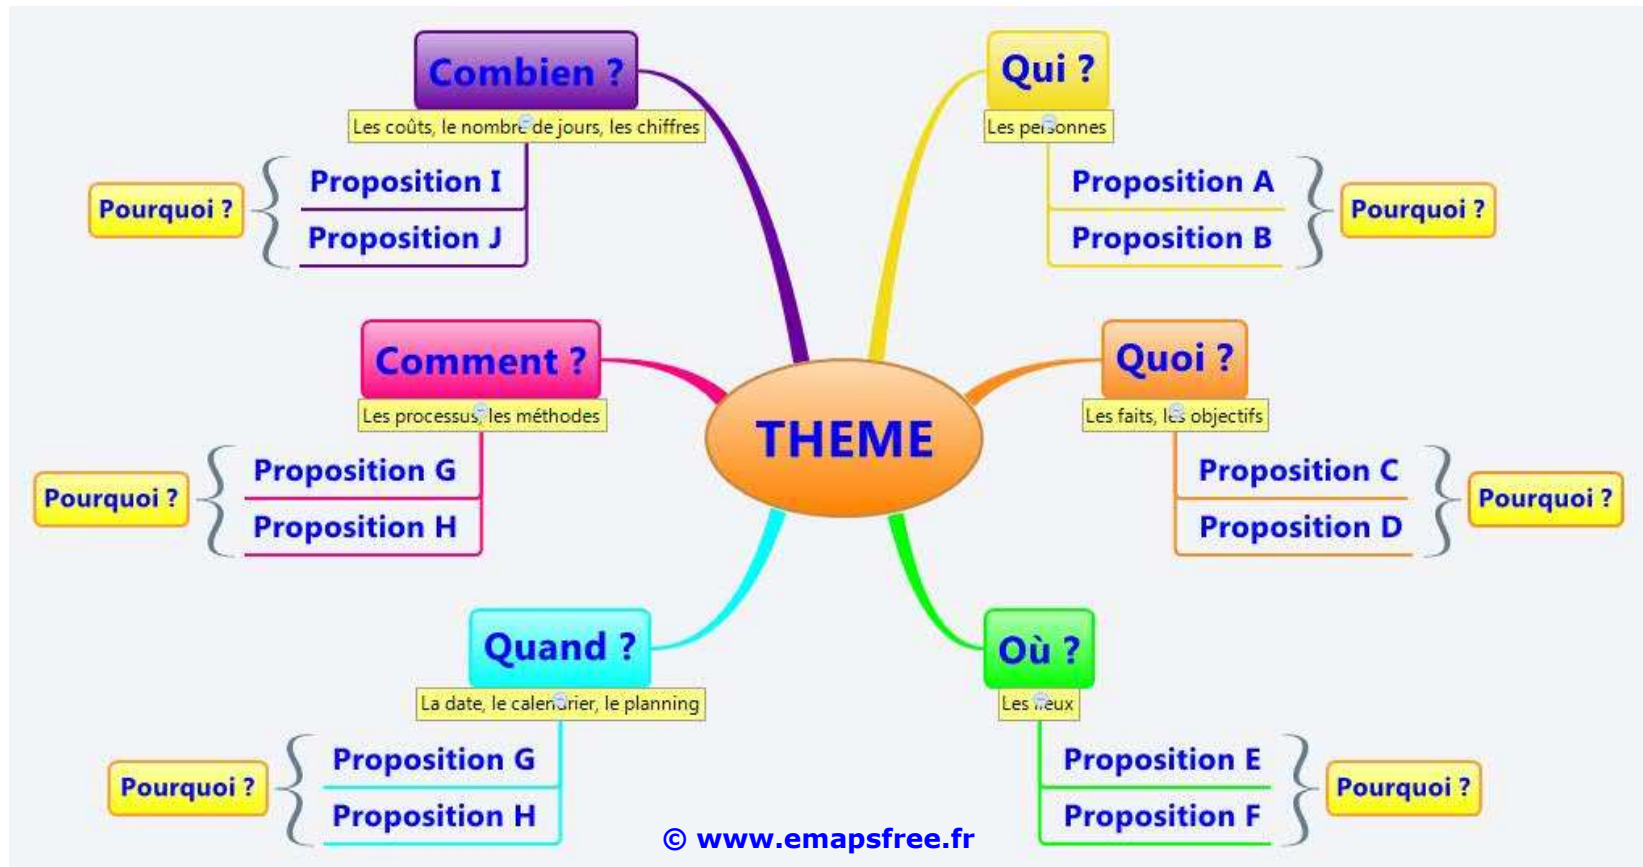 Combien ?
Les coûts, le nombre de jours, les chiffres
Proposition I
Proposition J
Pourquoi ?
Qui ?
Les personnes
Proposition A
Proposition B
Pourquoi ?
Comment ?
Les processus, les méthodes
Proposition G
Proposition H
Pourquoi ?
THEME
Quoi ?
Les faits, les objectifs
Proposition C
Proposition D
Pourquoi ?
Quand ?
La date, le calendrier, le planning
Proposition G
Proposition H
Pourquoi ?
Où ?
Les lieux
Proposition E
Proposition F
Pourquoi ?
© www.emapsfree.fr